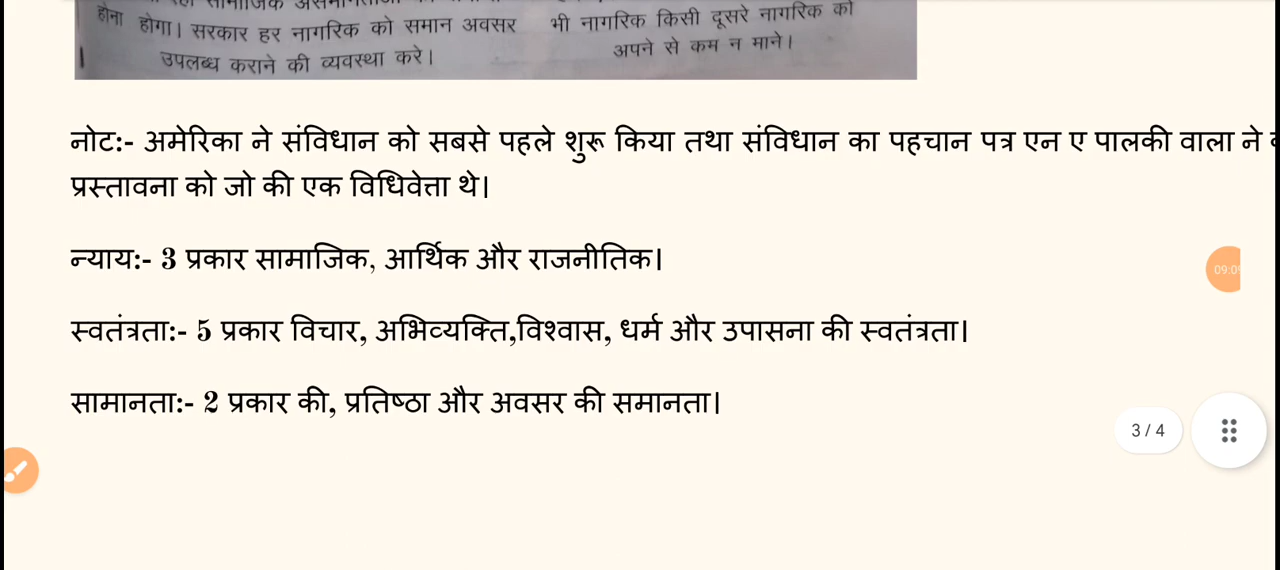 होना होगा। सरकार हर नागरिक को समान अवसर
उपलब्ध कराने की व्यवस्था करे।
भी नागरिक किसी दूसरे नागरिक को
अपने से कम न माने।
नोट:- अमेरिका ने संविधान को सबसे पहले शुरू किया तथा संविधान का पहचान पत्र एन ए पालकी वाला ने
प्रस्तावना को जो की एक विधिवेत्ता थे।
न्याय:- 3 प्रकार सामाजिक, आर्थिक और राजनीतिक।
09:09
स्वतंत्रता:- 5 प्रकार विचार, अभिव्यक्ति,विश्वास, धर्म और उपासना की स्वतंत्रता।
सामानता:- 2 प्रकार की, प्रतिष्ठा और अवसर की समानता।
3 / 4